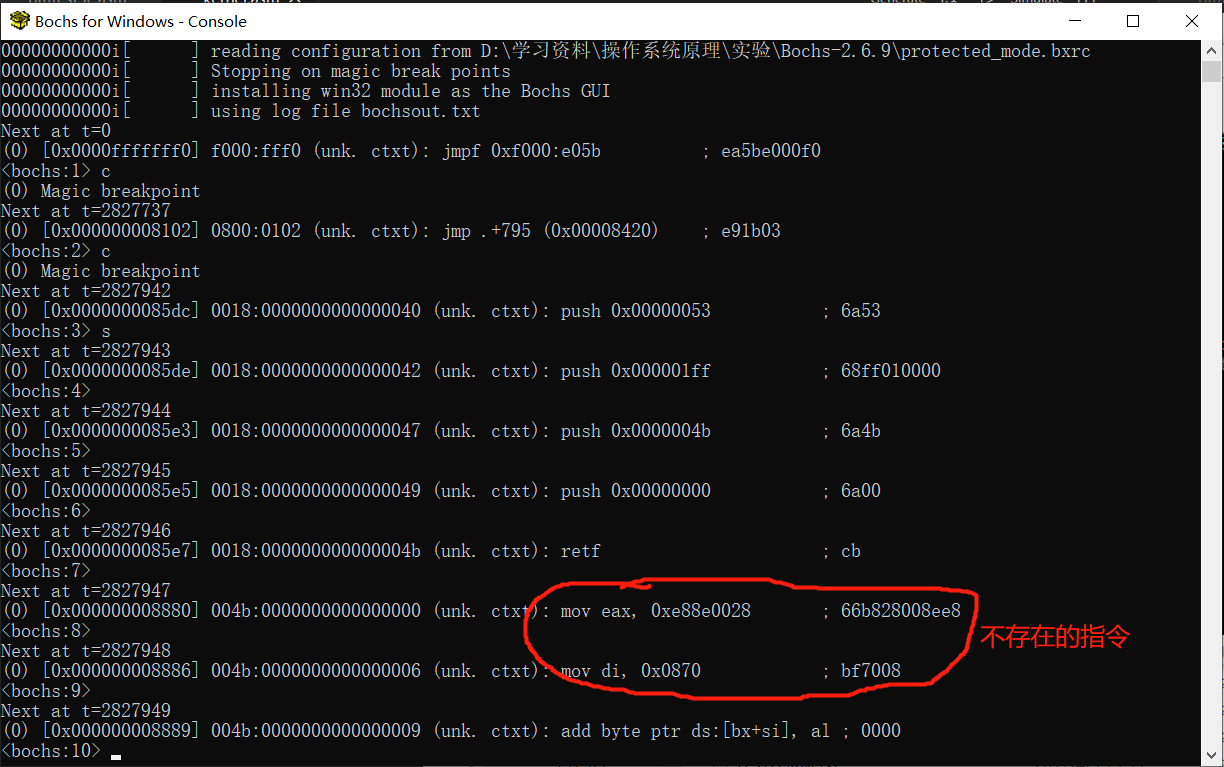 Bochs for Windows - Console
00000000000i[      ] reading configuration from D:\学习资料\操作系统原理\实验\Bochs-2.6.9\protected_mode.bxrc
00000000000i[      ] Stopping on magic break points
00000000000i[      ] installing win32 module as the Bochs GUI
00000000000i[      ] using log file bochsout.txt
Next at t=0
(0) [0x0000fffffff0] f000:fff0 (unk. ctxt): jmpf 0xf000:e05b          ; ea5be000f0
<bochs:1> c
(0) Magic breakpoint
Next at t=2827737
(0) [0x000000008102] 0800:0102 (unk. ctxt): jmp .+795 (0x00008420)    ; e91b03
<bochs:2> c
(0) Magic breakpoint
Next at t=2827942
(0) [0x0000000085dc] 0018:0000000000000040 (unk. ctxt): push 0x00000053           ; 6a53
<bochs:3> s
Next at t=2827943
(0) [0x0000000085de] 0018:0000000000000042 (unk. ctxt): push 0x000001ff           ; 68ff010000
<bochs:4>
Next at t=2827944
(0) [0x0000000085e3] 0018:0000000000000047 (unk. ctxt): push 0x0000004b           ; 6a4b
<bochs:5>
Next at t=2827945
(0) [0x0000000085e5] 0018:0000000000000049 (unk. ctxt): push 0x00000000           ; 6a00
<bochs:6>
Next at t=2827946
(0) [0x0000000085e7] 0018:000000000000004b (unk. ctxt): retf                      ; cb
<bochs:7>
Next at t=2827947
(0) [0x000000008880] 004b:0000000000000000 (unk. ctxt): mov eax, 0xe88e0028       ; 66b828008ee8
不存在的指令
<bochs:8>
Next at t=2827948
(0) [0x000000008886] 004b:0000000000000006 (unk. ctxt): mov di, 0x0870            ; bf7008
<bochs:9>
Next at t=2827949
(0) [0x000000008889] 004b:0000000000000009 (unk. ctxt): add byte ptr ds:[bx+si], al ; 0000
<bochs:10>